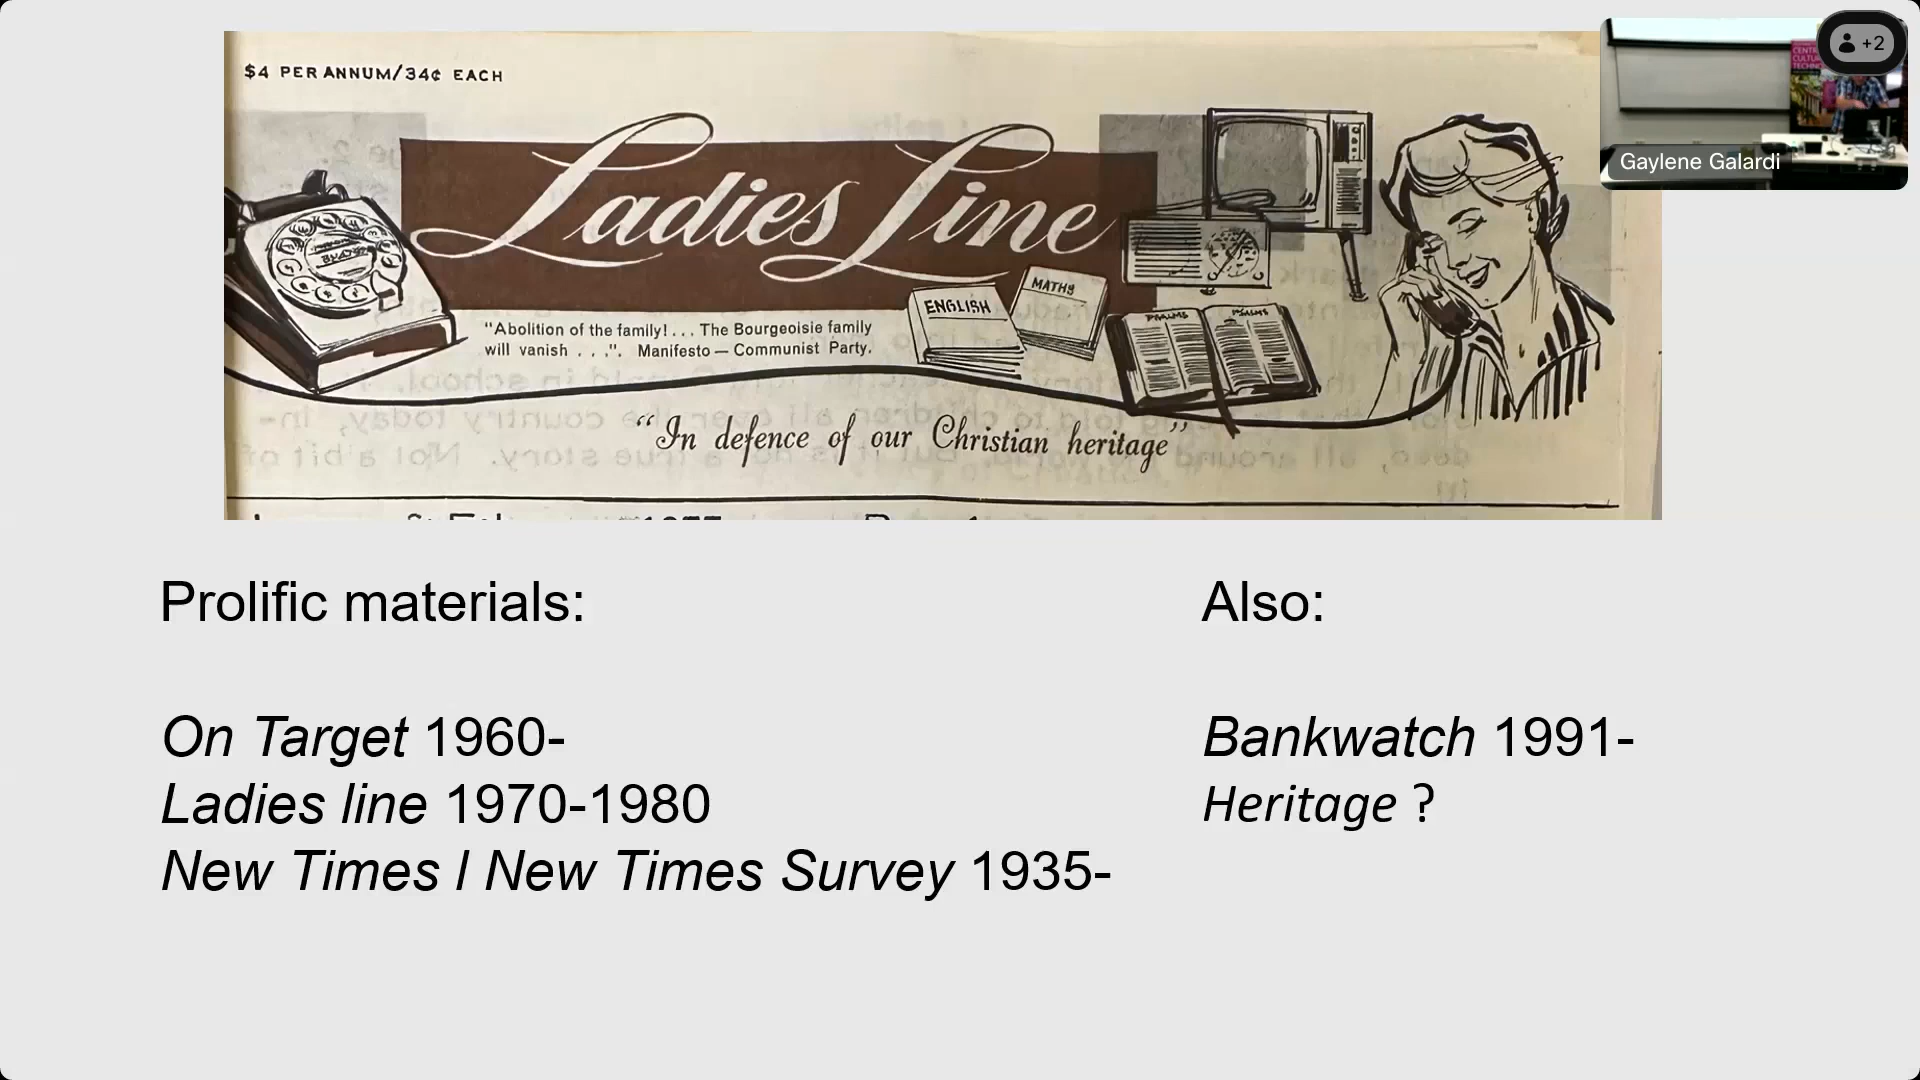 $4 PER ANNUM/34¢ EACH
Ladies Line
"Abolition of the family! . . . The Bourgeoisie family
will vanish . . .". Manifesto — Communist Party.
ENGLISH
MATHS
PSALMS PSALMS
"In defence of our Christian heritage"
+2
Gaylene Galardi
Prolific materials:
On Target 1960-
Ladies line 1970-1980
New Times / New Times Survey 1935-
Also:
Bankwatch 1991-
Heritage ?